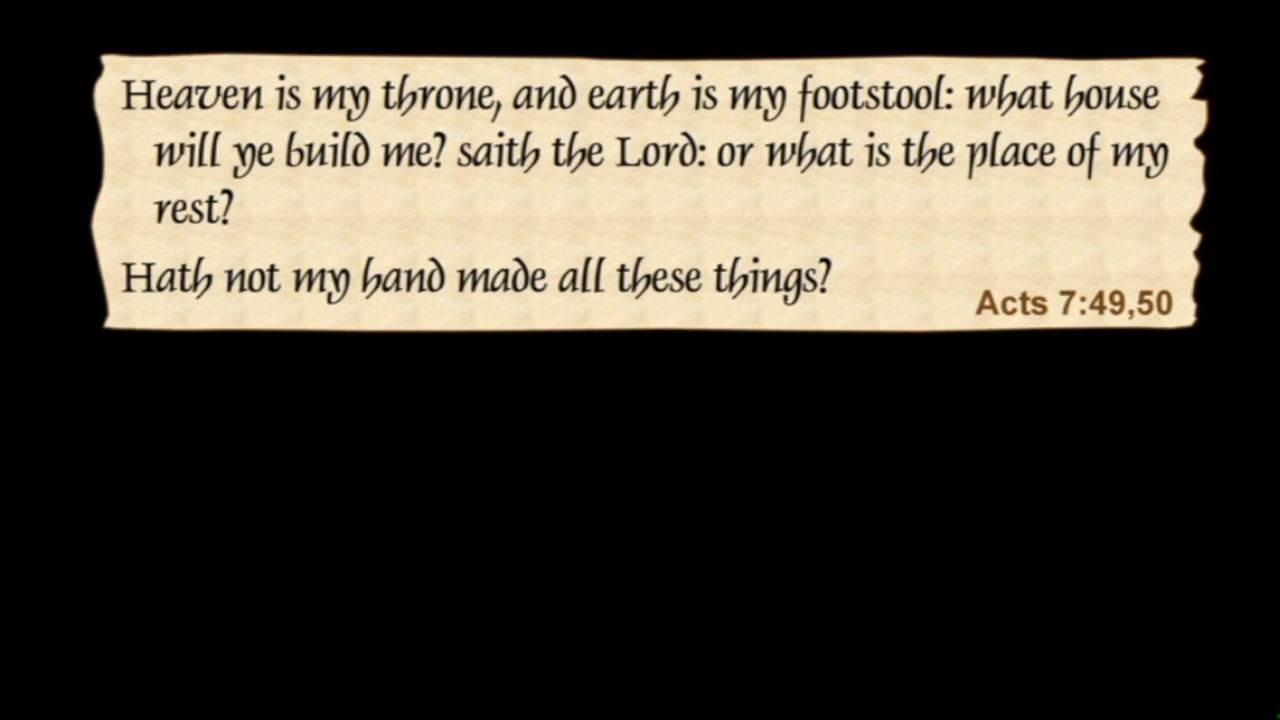 Heaven is my throne, and earth is my footstool: what house
will ye build me? saith the Lord: or what is the place of my
rest?
Hath not my hand made all these things?
Acts 7:49,50